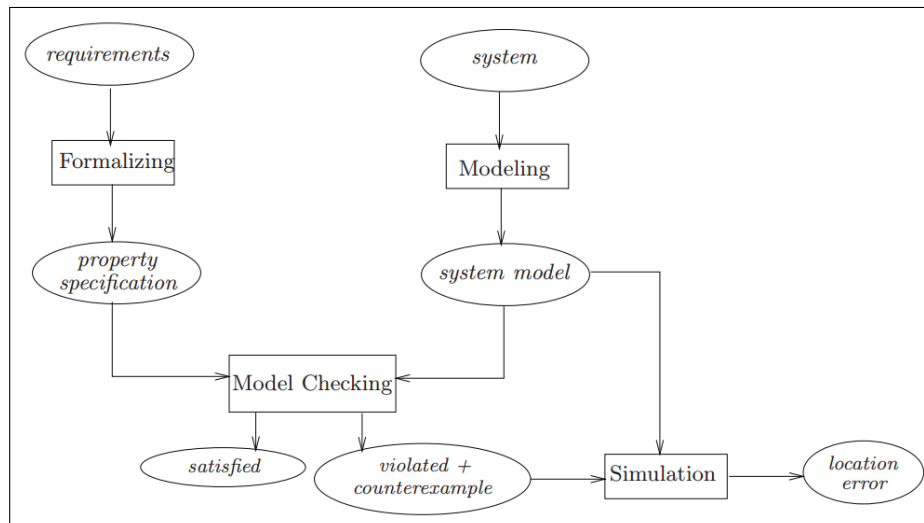 requirements
system
Formalizing
Modeling
property
specification
system model
Model Checking
satisfied
violated +
counterexample
Simulation
location
error